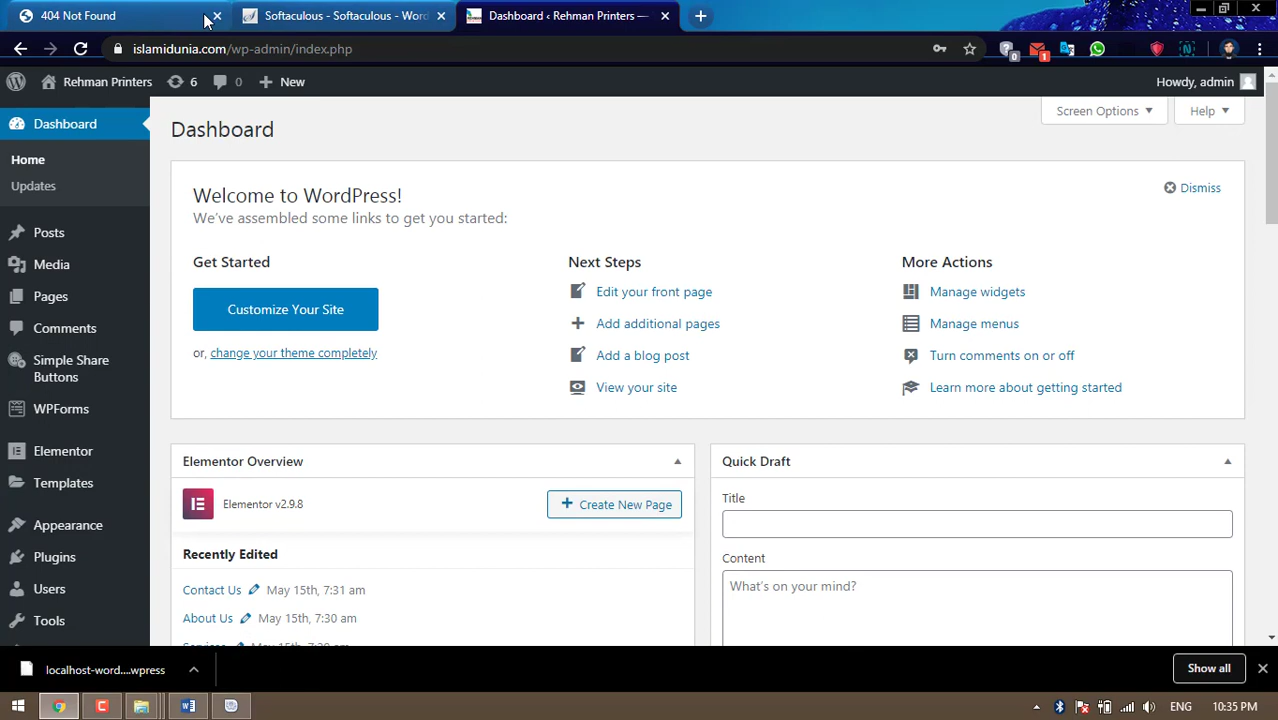 404 Not Found
Softaculous - Softaculous - Word
Dashboard ‹ Rehman Printers —
islamidunia.com/wp-admin/index.php
0
1
Rehman Printers
6
0
New
Howdy, admin
Dashboard
Home
Updates
Posts
Media
Pages
Comments
Simple Share
Buttons
WPForms
Elementor
Templates
Appearance
Plugins
Users
Tools
Dashboard
Screen Options
Help
Welcome to WordPress!
Dismiss
We've assembled some links to get you started:
Get Started
Customize Your Site
or, change your theme completely
Next Steps
Edit your front page
Add additional pages
Add a blog post
View your site
More Actions
Manage widgets
Manage menus
Turn comments on or off
Learn more about getting started
Elementor Overview
Elementor v2.9.8
Create New Page
Recently Edited
Contact Us May 15th, 7:31 am
About Us May 15th, 7:30 am
Quick Draft
Title
Content
What's on your mind?
localhost-word....wpress
Show all
ENG
10:35 PM